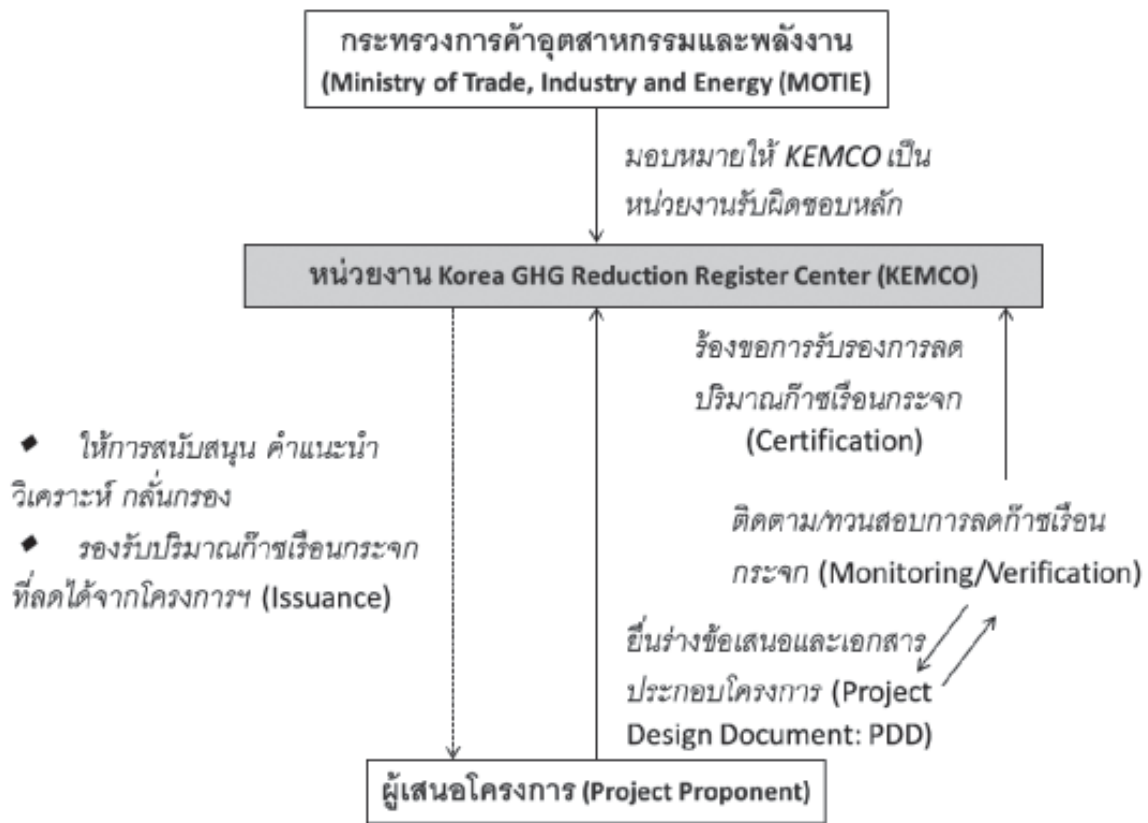 กระทรวงการค้าอุตสาหกรรมและพลังงาน
(Ministry of Trade, Industry and Energy (MOTIE)
มอบหมายให้ KEMCO เป็น
หน่วยงานรับผิดชอบหลัก
หน่วยงาน Korea GHG Reduction Register Center (KEMCO)
ร้องขอการรับรองการลด
ปริมาณก๊าซเรือนกระจก
(Certification)
◆ ให้การสนับสนุน คำแนะนำ
วิเคราะห์ กลั่นกรอง
◆ รองรับปริมาณก๊าซเรือนกระจก
ที่ลดได้จากโครงการฯ (Issuance)
ติดตาม/ทวนสอบการลดก๊าซเรือน
กระจก (Monitoring/Verification)
ยื่นร่างข้อเสนอและเอกสาร
ประกอบโครงการ (Project
Design Document: PDD)
ผู้เสนอโครงการ (Project Proponent)